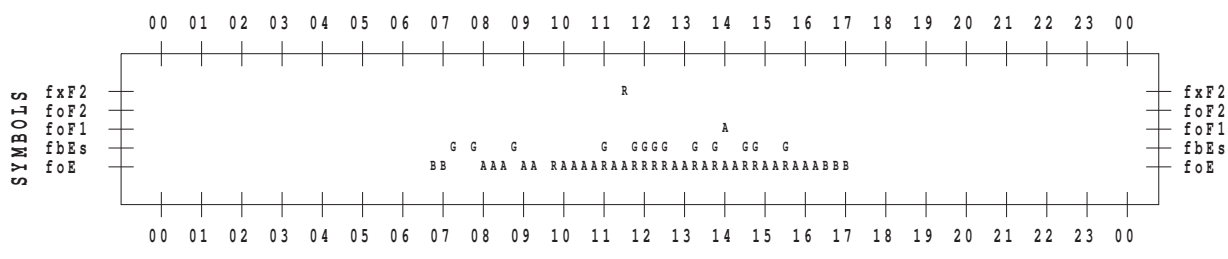 00 01 02 03 04 05 06 07 08 09 10 11 12 13 14 15 16 17 18 19 20 21 22 23 00
SYMBOLS
fxF2 R fxF2
foF2 foF2
foF1 A foF1
fbEs G G G G GGGG G G GG G fbEs
foE BB AAA AA RAAAARAARRRRAARARAARRAARAAABBB foE
00 01 02 03 04 05 06 07 08 09 10 11 12 13 14 15 16 17 18 19 20 21 22 23 00